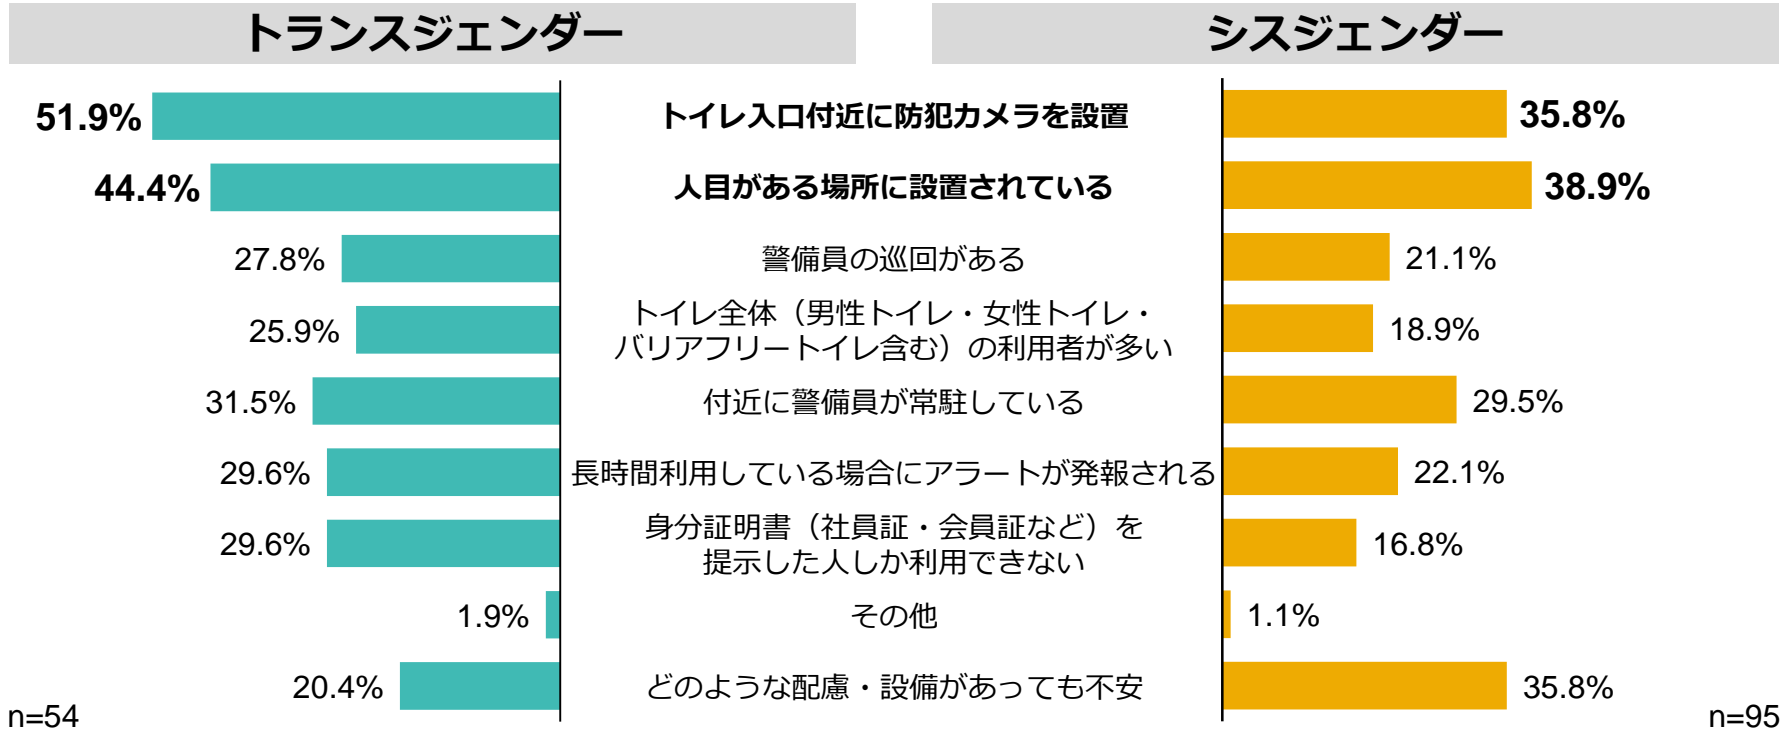 トランスジェンダー
シスジェンダー
51.9%
トイレ入口付近に防犯カメラを設置
35.8%
44.4%
人目がある場所に設置されている
38.9%
27.8%
警備員の巡回がある
21.1%
25.9%
トイレ全体（男性トイレ・女性トイレ・
バリアフリートイレ含む）の利用者が多い
18.9%
31.5%
付近に警備員が常駐している
29.5%
29.6%
長時間利用している場合にアラートが発報される
22.1%
29.6%
身分証明書（社員証・会員証など）を
提示した人しか利用できない
16.8%
1.9%
その他
1.1%
20.4%
どのような配慮・設備があっても不安
35.8%
n=54
n=95